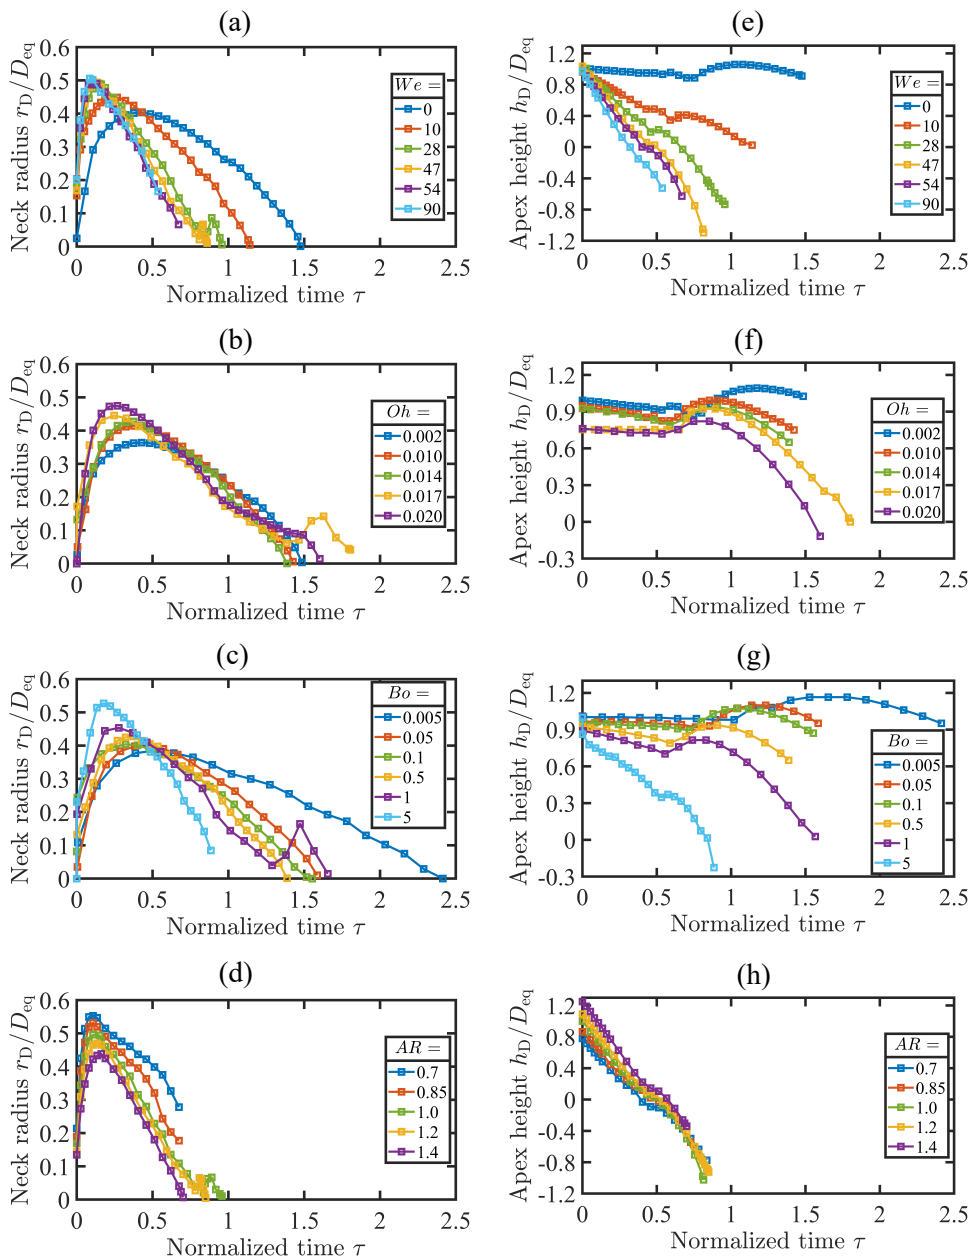 (a)
Neck radius r_D/D_eq
0.6
0.5
0.4
0.3
0.2
0.1
0
0 0.5 1 1.5 2 2.5
Normalized time τ
We =
0
10
28
47
54
90
(e)
Apex height h_D/D_eq
1.2
0.8
0.4
0
-0.4
-0.8
-1.2
0 0.5 1 1.5 2 2.5
Normalized time τ
We =
0
10
28
47
54
90
(b)
Neck radius r_D/D_eq
0.6
0.5
0.4
0.3
0.2
0.1
0
0 0.5 1 1.5 2 2.5
Normalized time τ
Oh =
0.002
0.010
0.014
0.017
0.020
(f)
Apex height h_D/D_eq
1.2
0.9
0.6
0.3
0
-0.3
0 0.5 1 1.5 2 2.5
Normalized time τ
Oh =
0.002
0.010
0.014
0.017
0.020
(c)
Neck radius r_D/D_eq
0.6
0.5
0.4
0.3
0.2
0.1
0
0 0.5 1 1.5 2 2.5
Normalized time τ
Bo =
0.005
0.05
0.1
0.5
1
5
(g)
Apex height h_D/D_eq
1.2
0.9
0.6
0.3
0
-0.3
0 0.5 1 1.5 2 2.5
Normalized time τ
Bo =
0.005
0.05
0.1
0.5
1
5
(d)
Neck radius r_D/D_eq
0.6
0.5
0.4
0.3
0.2
0.1
0
0 0.5 1 1.5 2 2.5
Normalized time τ
AR =
0.7
0.85
1.0
1.2
1.4
(h)
Apex height h_D/D_eq
1.2
0.8
0.4
0
-0.4
-0.8
-1.2
0 0.5 1 1.5 2 2.5
Normalized time τ
AR =
0.7
0.85
1.0
1.2
1.4